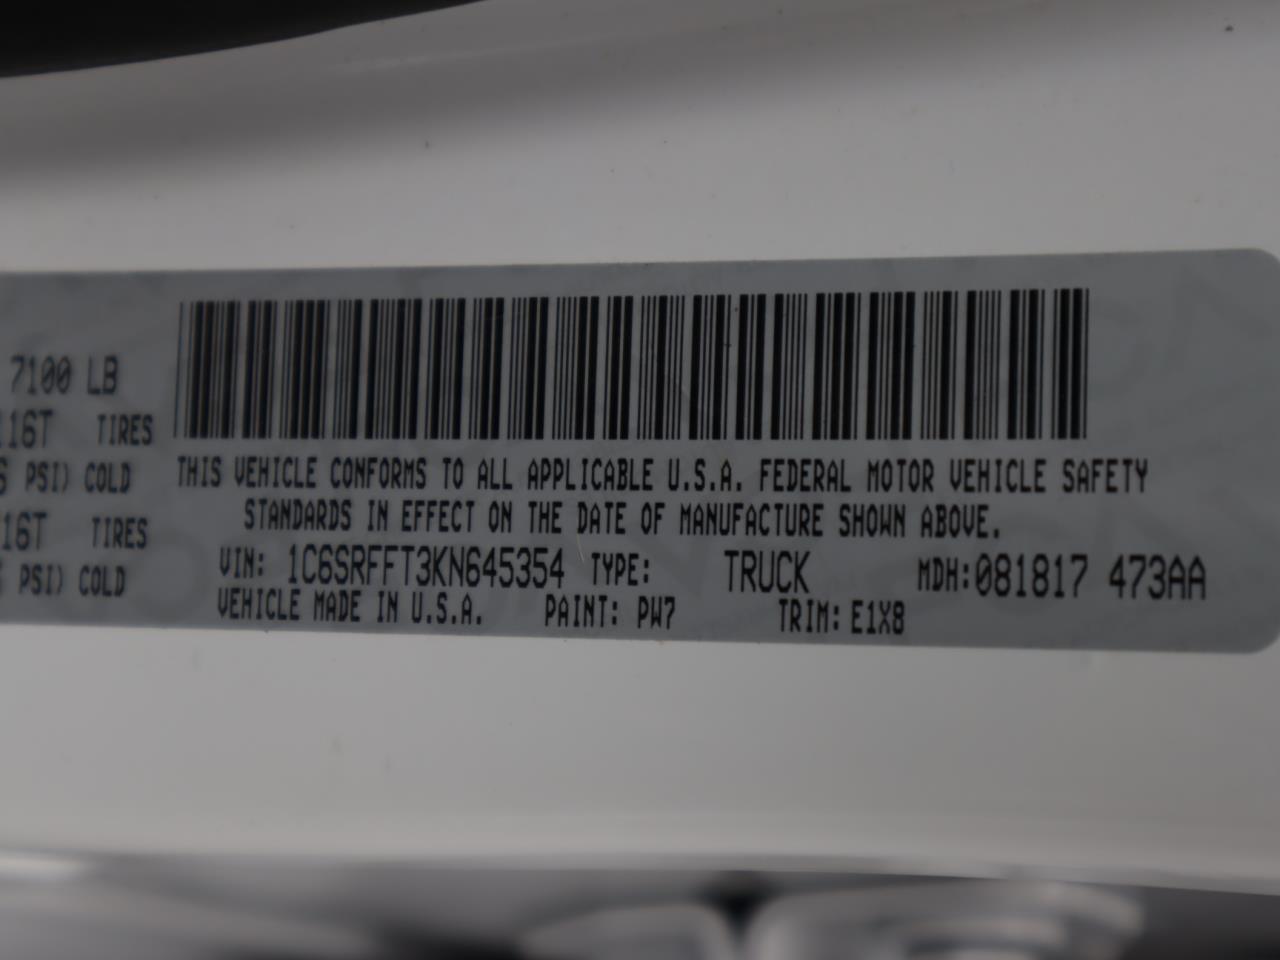 7100 LB
116T TIRES
PSI) COLD
16T TIRES
PSI) COLD
THIS VEHICLE CONFORMS TO ALL APPLICABLE U.S.A. FEDERAL MOTOR VEHICLE SAFETY
STANDARDS IN EFFECT ON THE DATE OF MANUFACTURE SHOWN ABOVE.
VIN: 1C6SRFFT3KN645354 TYPE: TRUCK MDH:081817 473AA
VEHICLE MADE IN U.S.A. PAINT: PW7 TRIM: E1X8